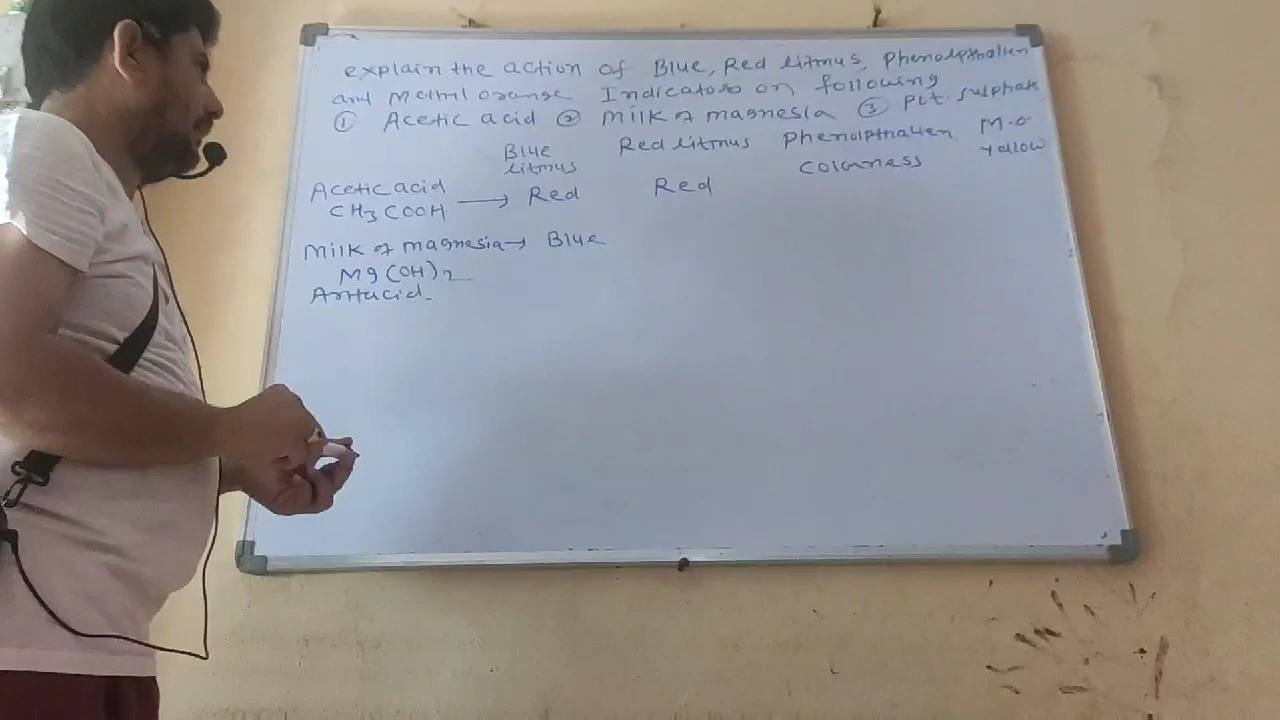 explain the action of Blue, Red litmus, Phenolpthalien
and Methil orange Indicators on following
① Acetic acid ② milk of magnesia ③ Pot. sulphate
Blue litmus Red litmus Phenolpthalien M-O
Acetic acid CH3COOH → Red Red Colorness Yellow
Milk of magnesia → Blue
Mg(OH)2
Antacid.